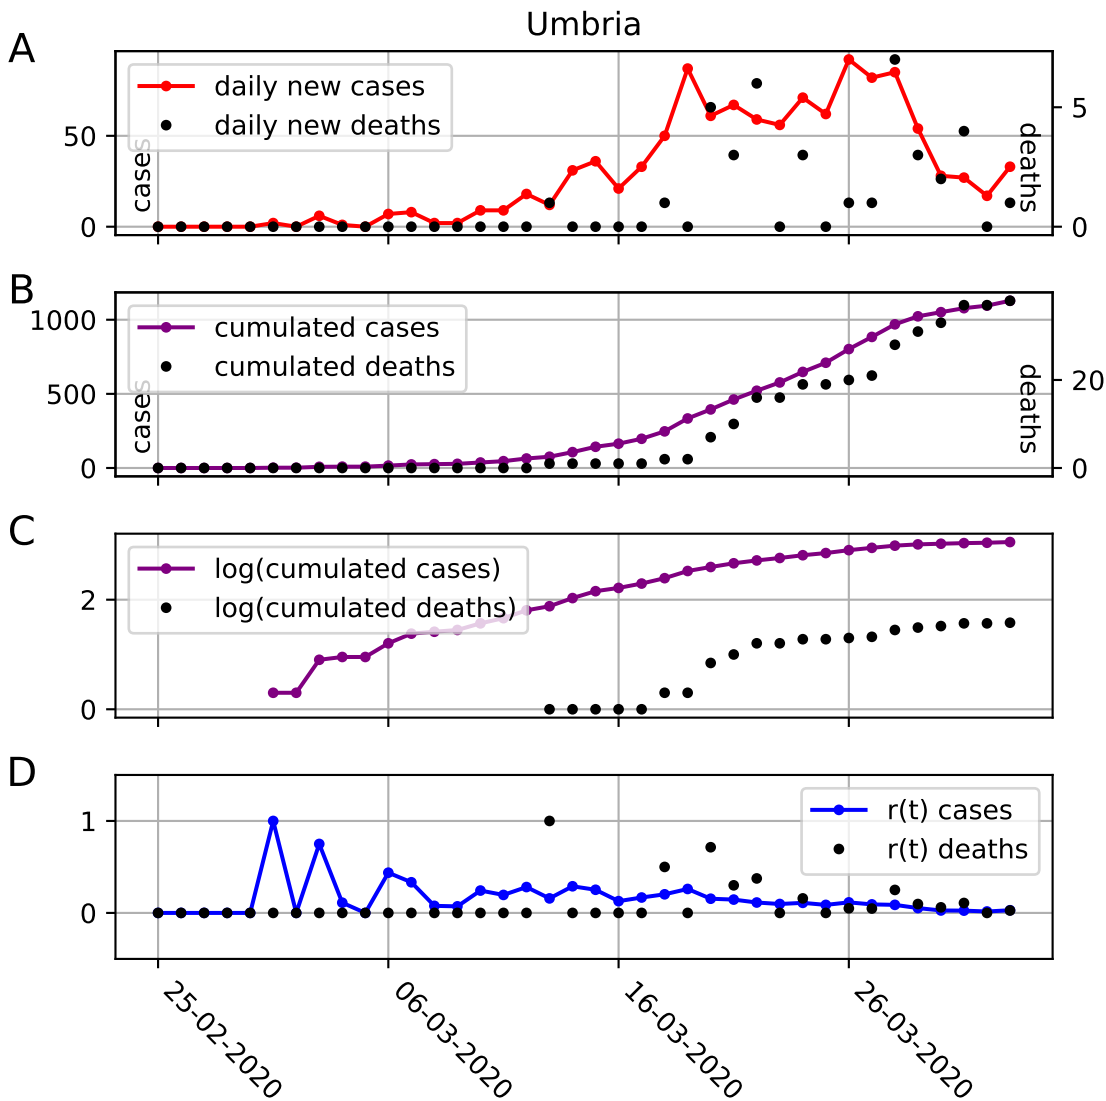 Umbria
A
daily new cases
daily new deaths
50
0
cases
5
0
deaths
B
cumulated cases
cumulated deaths
1000
500
0
cases
20
0
deaths
C
log(cumulated cases)
log(cumulated deaths)
2
0
D
r(t) cases
r(t) deaths
1
0
25-02-2020
06-03-2020
16-03-2020
26-03-2020